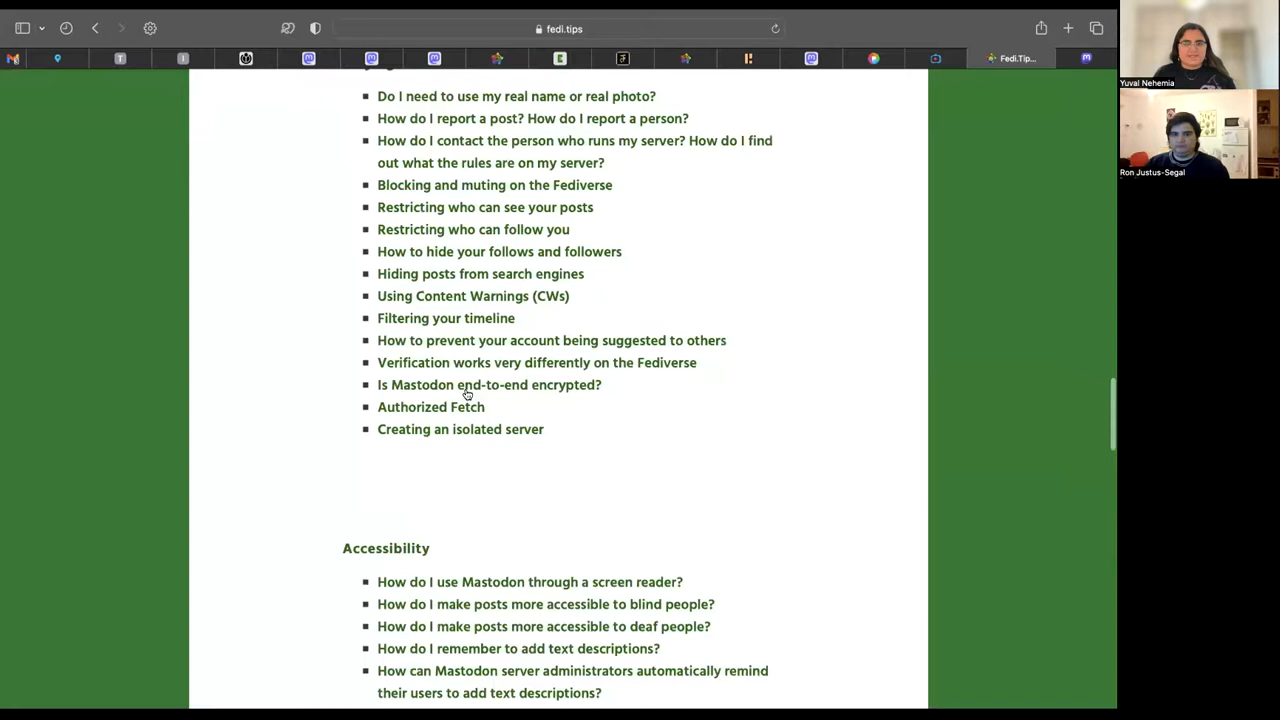 fedi.tips
Fedi.Tip...
Do I need to use my real name or real photo?
How do I report a post? How do I report a person?
How do I contact the person who runs my server? How do I find
out what the rules are on my server?
Blocking and muting on the Fediverse
Restricting who can see your posts
Restricting who can follow you
How to hide your follows and followers
Hiding posts from search engines
Using Content Warnings (CWs)
Filtering your timeline
How to prevent your account being suggested to others
Verification works very differently on the Fediverse
Is Mastodon end-to-end encrypted?
Authorized Fetch
Creating an isolated server
Accessibility
How do I use Mastodon through a screen reader?
How do I make posts more accessible to blind people?
How do I make posts more accessible to deaf people?
How do I remember to add text descriptions?
How can Mastodon server administrators automatically remind
their users to add text descriptions?
Yuval Nehemia
Ron Justus-Segal